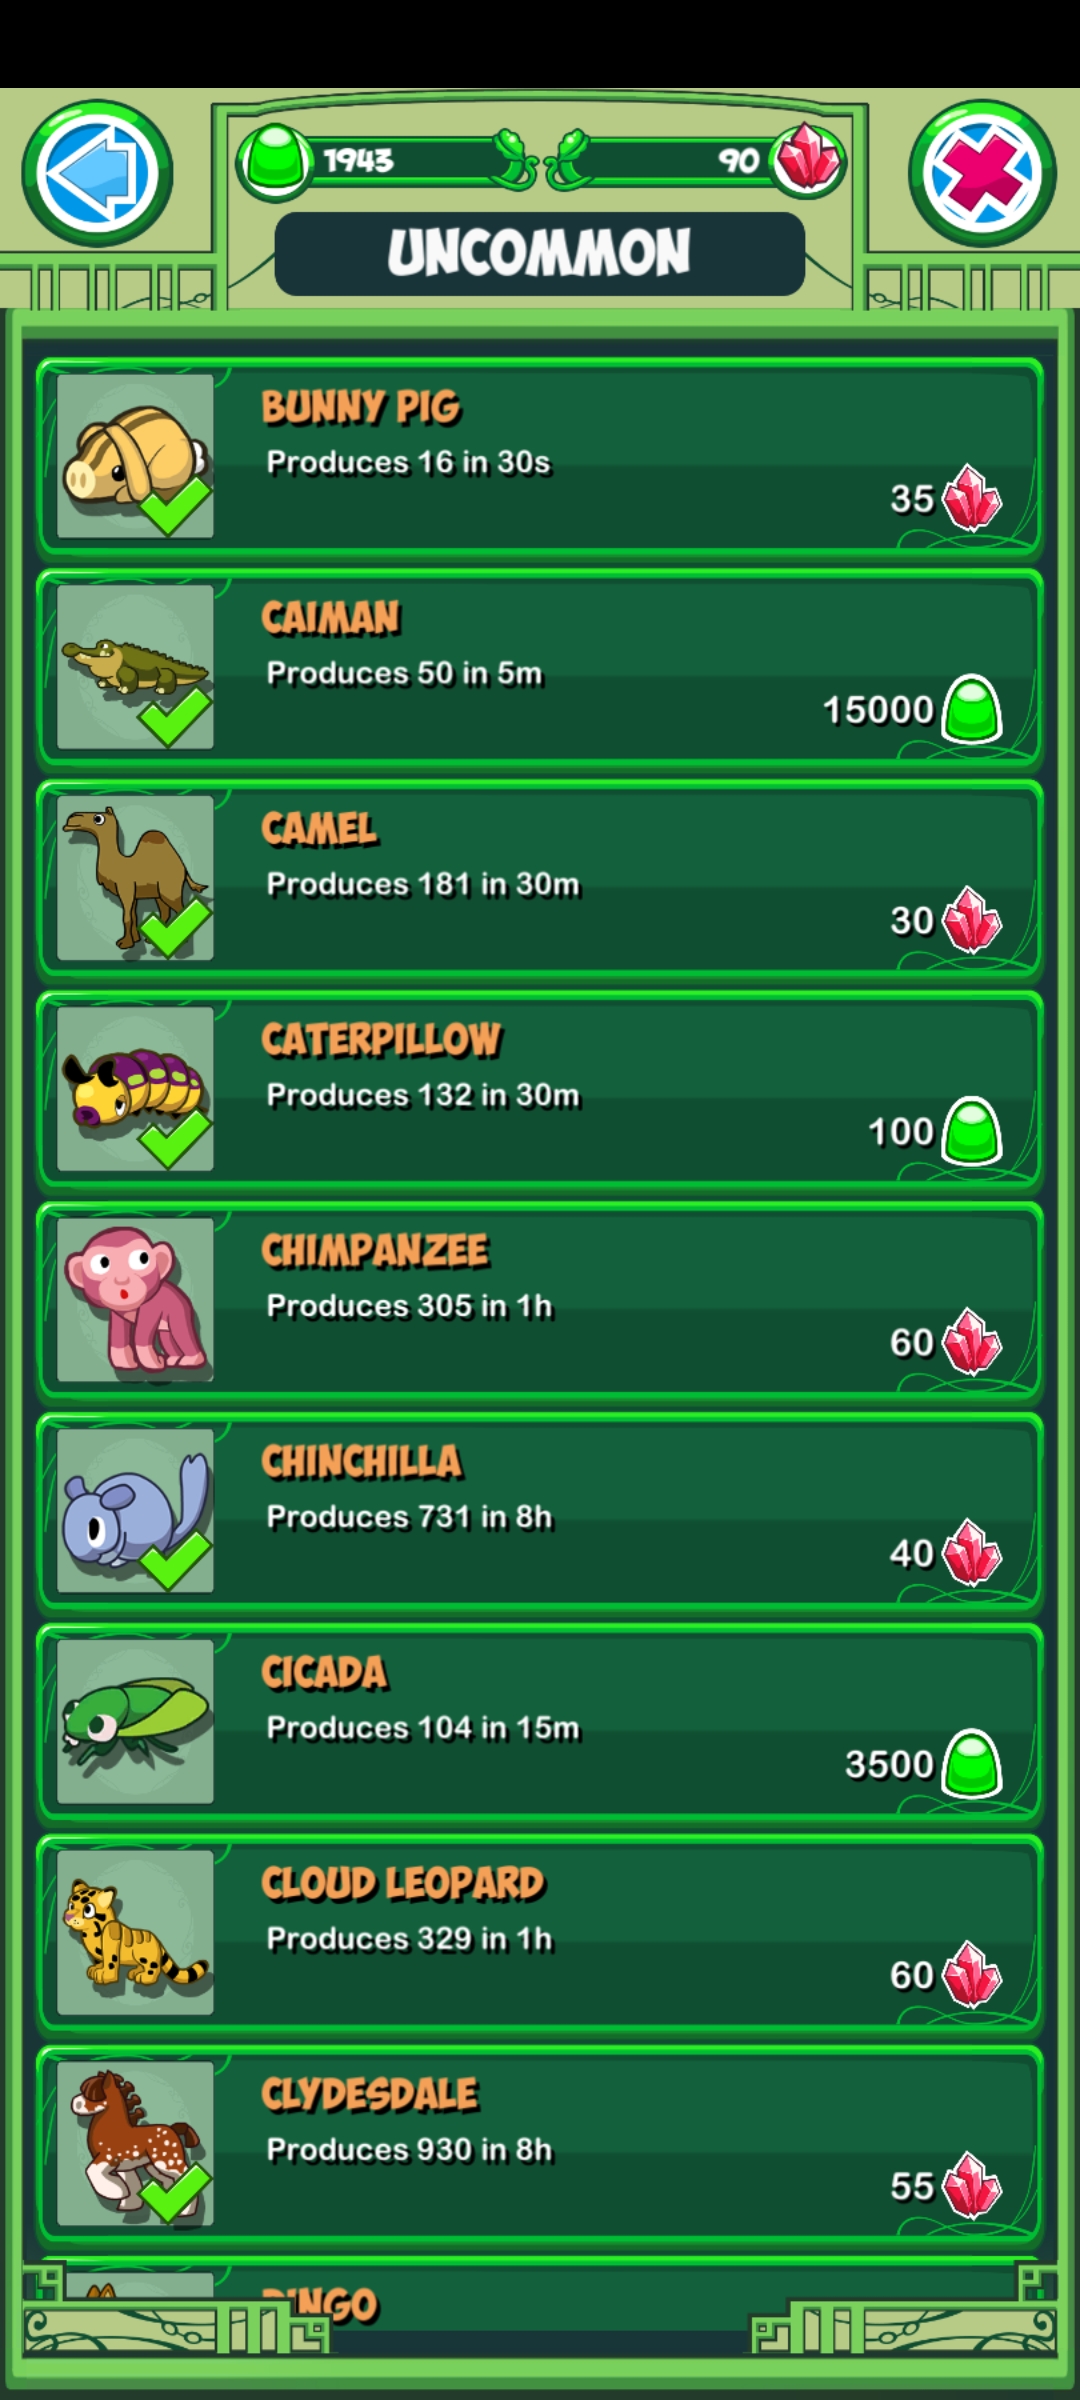 1943
90
UNCOMMON
BUNNY PIG
Produces 16 in 30s
35
CAIMAN
Produces 50 in 5m
15000
CAMEL
Produces 181 in 30m
30
CATERPILLOW
Produces 132 in 30m
100
CHIMPANZEE
Produces 305 in 1h
60
CHINCHILLA
Produces 731 in 8h
40
CICADA
Produces 104 in 15m
3500
CLOUD LEOPARD
Produces 329 in 1h
60
CLYDESDALE
Produces 930 in 8h
55
DINGO